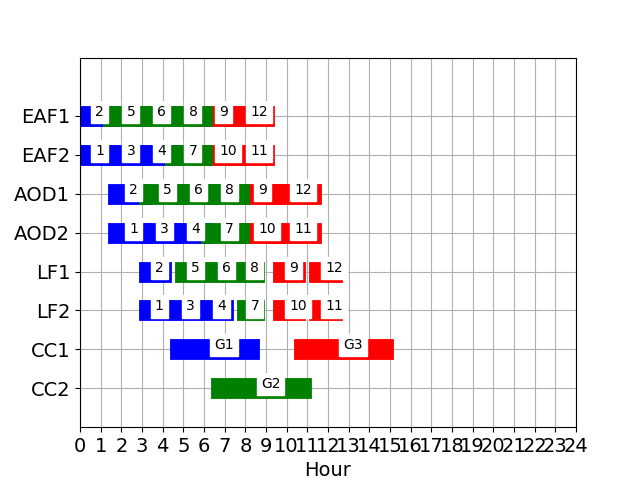 EAF1 2 5 6 8 9 12
EAF2 1 3 4 7 10 11
AOD1 2 5 6 8 9 12
AOD2 1 3 4 7 10 11
LF1 2 5 6 8 9 12
LF2 1 3 4 7 10 11
CC1 G1 G3
CC2 G2
0 1 2 3 4 5 6 7 8 9 10 11 12 13 14 15 16 17 18 19 20 21 22 23 24
Hour